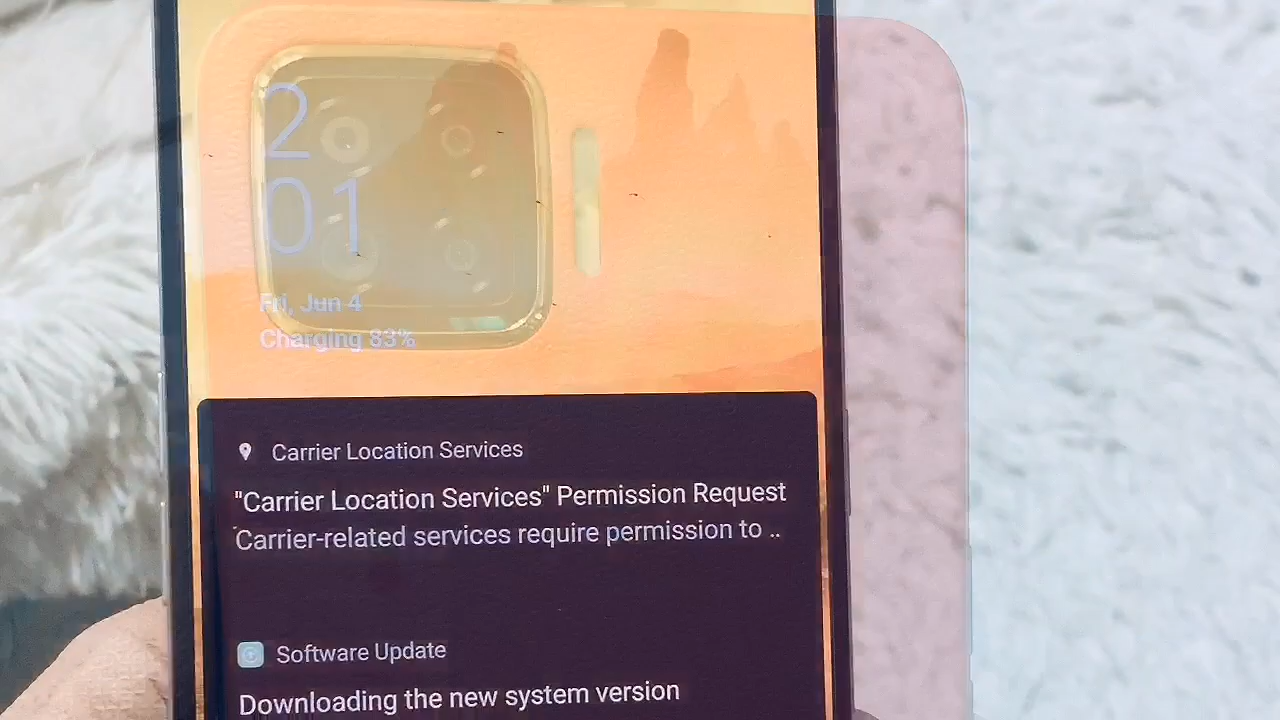 2
01
Fri, Jun 4
Charging 83%
Carrier Location Services
"Carrier Location Services" Permission Request
Carrier-related services require permission to ..
Software Update
Downloading the new system version